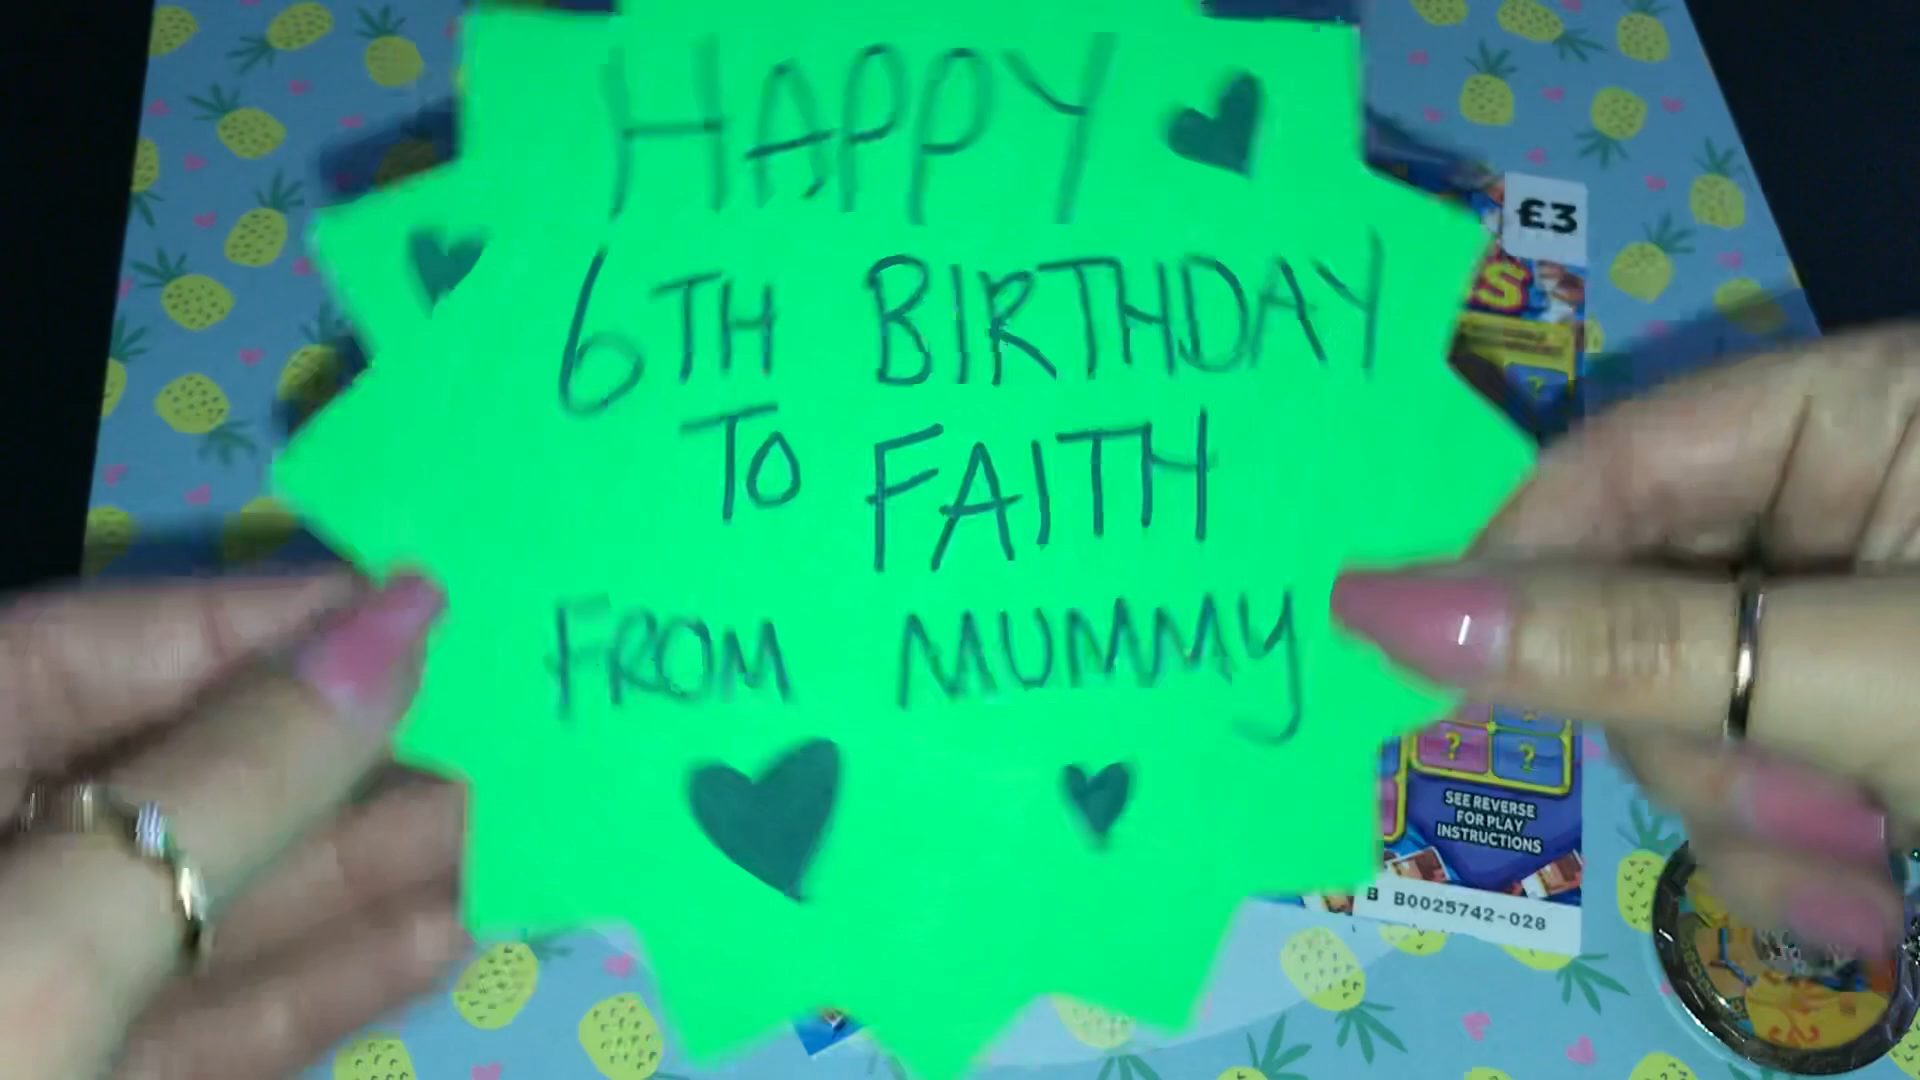 HAPPY
6TH BIRTHDAY
TO FAITH
FROM MUMMY
£3
S
?
? ?
SEE REVERSE
FOR PLAY
INSTRUCTIONS
B B0025742-028